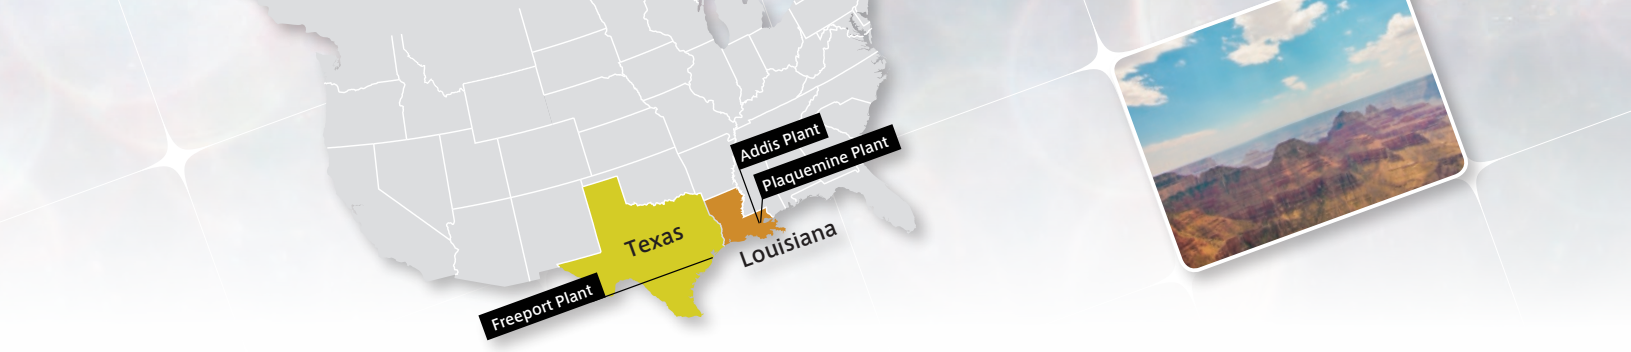 Addis Plant
Plaquemine Plant
Texas
Louisiana
Freeport Plant